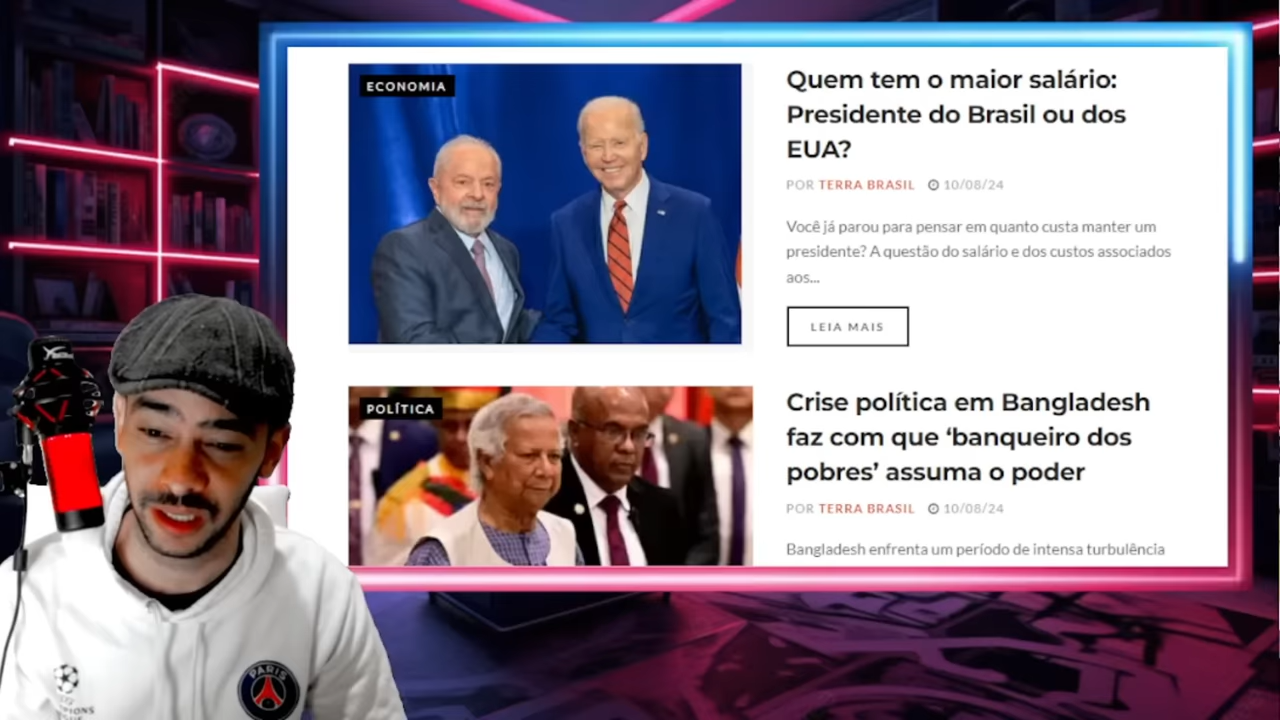 ECONOMIA
Quem tem o maior salário:
Presidente do Brasil ou dos
EUA?
POR TERRA BRASIL 10/08/24
Você já parou para pensar em quanto custa manter um
presidente? A questão do salário e dos custos associados
aos...
LEIA MAIS
POLÍTICA
Crise política em Bangladesh
faz com que ‘banqueiro dos
pobres’ assuma o poder
POR TERRA BRASIL 10/08/24
Bangladesh enfrenta um período de intensa turbulência
PARIS